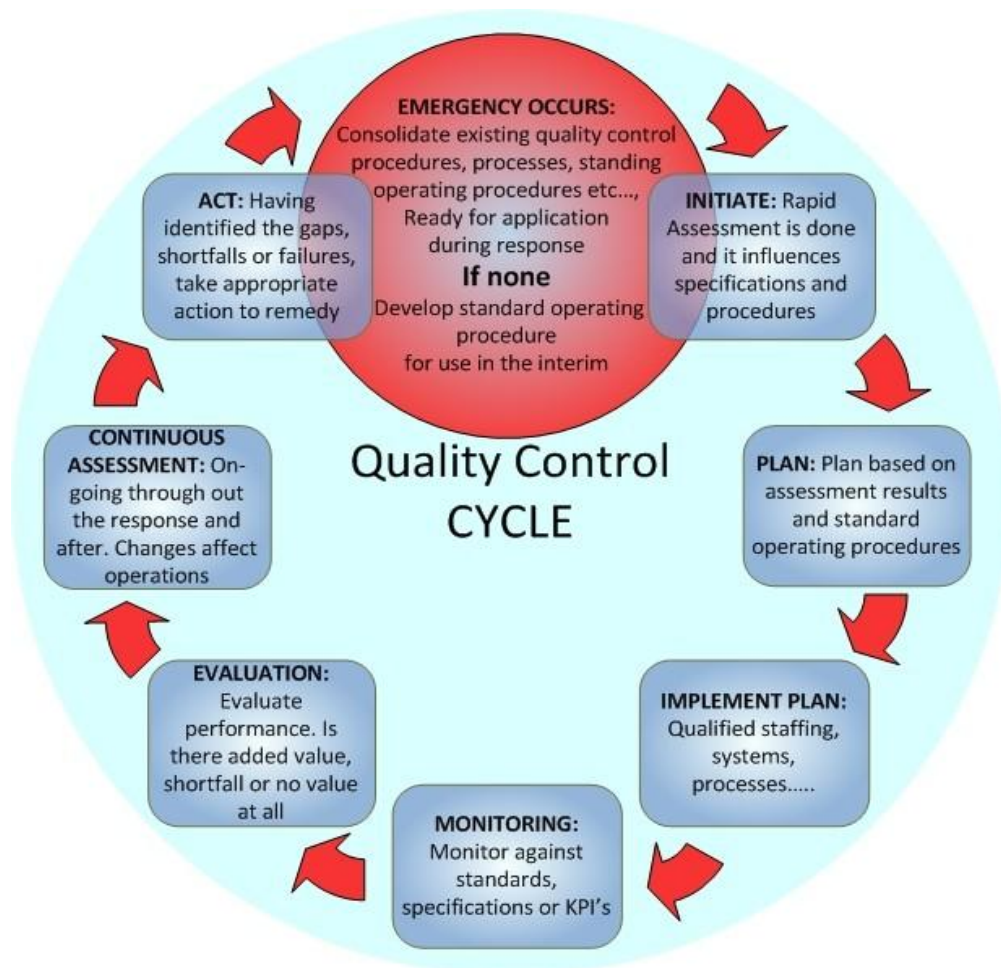 EMERGENCY OCCURS:
Consolidate existing quality control
procedures, processes, standing
operating procedures etc...,
Ready for application
during response
If none
Develop standard operating
procedure
for use in the interim
INITIATE: Rapid
Assessment is done
and it influences
specifications and
procedures
PLAN: Plan based on
assessment results
and standard
operating procedures
IMPLEMENT PLAN:
Qualified staffing,
systems,
processes.....
MONITORING:
Monitor against
standards,
specifications or KPI's
EVALUATION:
Evaluate
performance. Is
there added value,
shortfall or no value
at all
CONTINUOUS
ASSESSMENT: On-
going through out
the response and
after. Changes affect
operations
ACT: Having
identified the gaps,
shortfalls or failures,
take appropriate
action to remedy
Quality Control
CYCLE